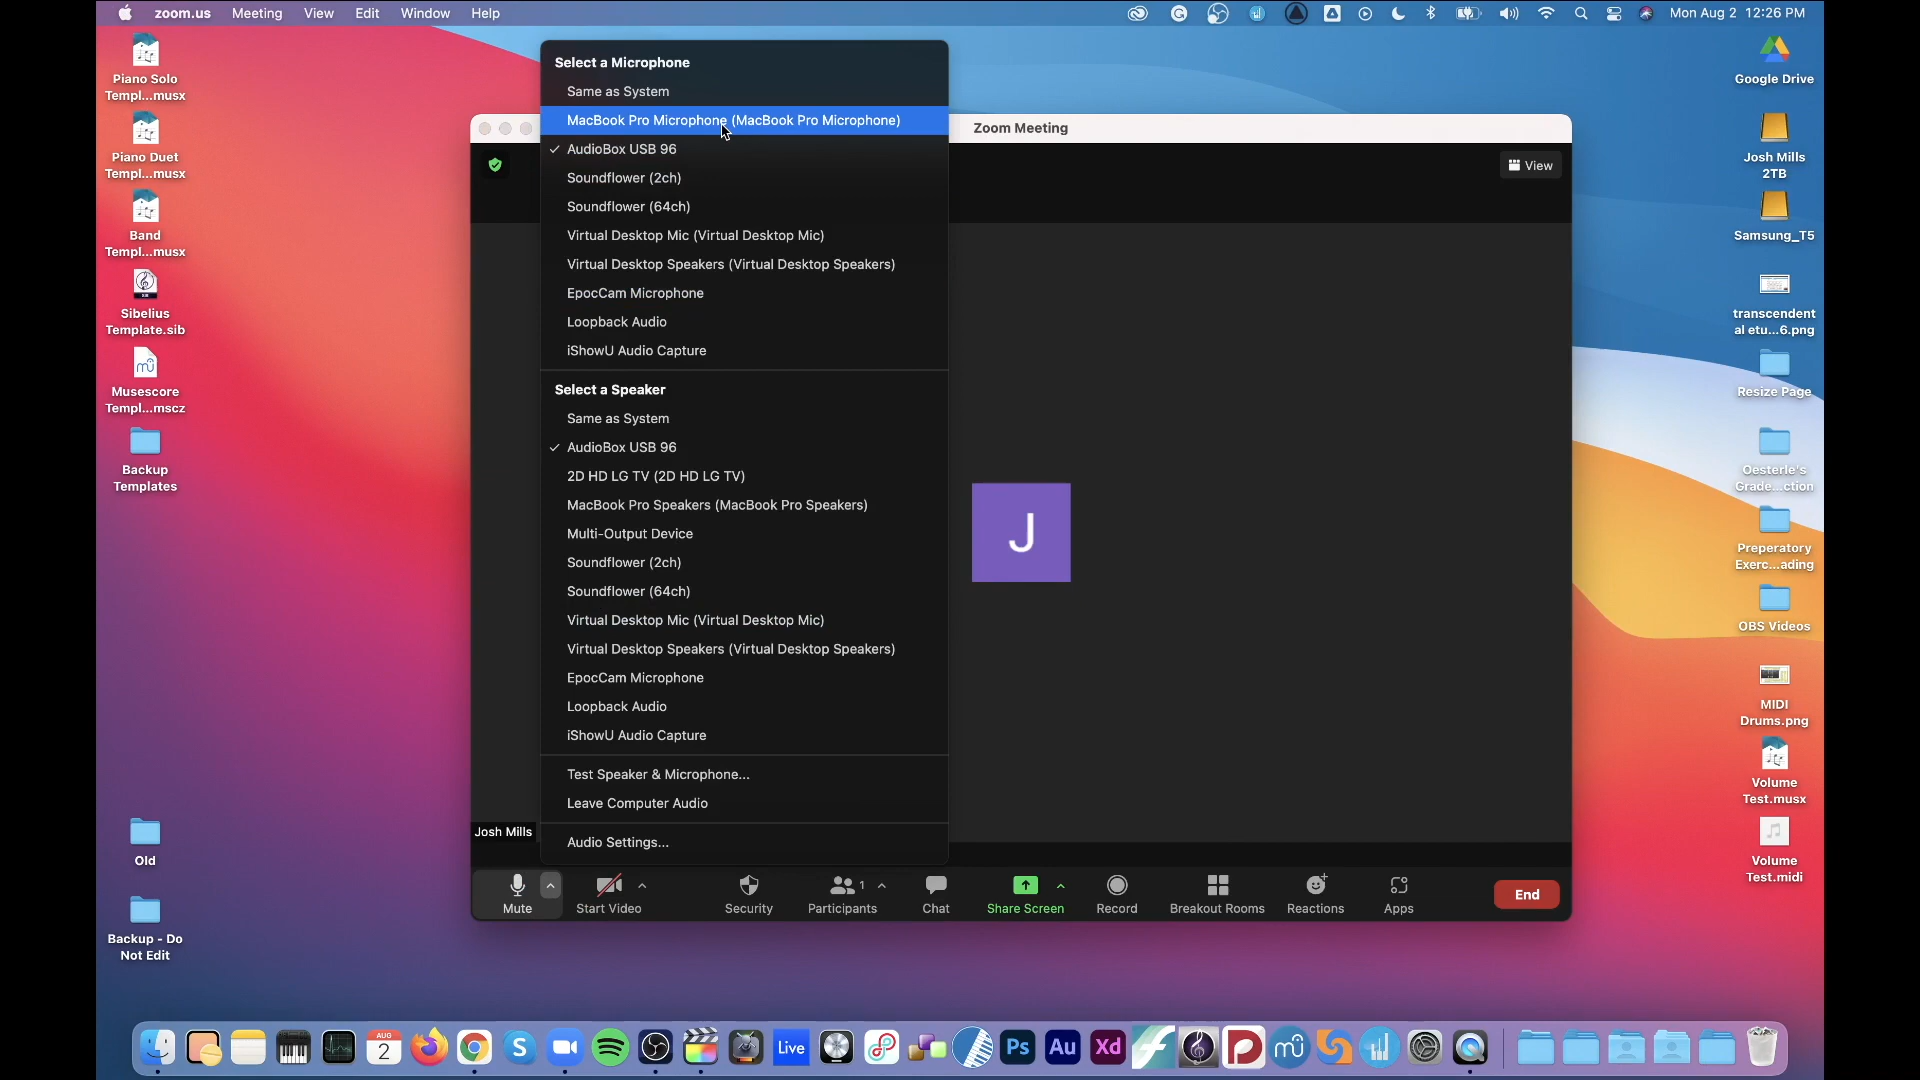 zoom.us Meeting View Edit Window Help
Mon Aug 2 12:26 PM
Piano Solo
Templ...musx
Piano Duet
Templ...musx
Band
Templ...musx
Sibelius
Template.sib
Musescore
Templ...mscz
Backup
Templates
Old
Backup - Do
Not Edit
Select a Microphone
Same as System
MacBook Pro Microphone (MacBook Pro Microphone)
✓ AudioBox USB 96
Soundflower (2ch)
Soundflower (64ch)
Virtual Desktop Mic (Virtual Desktop Mic)
Virtual Desktop Speakers (Virtual Desktop Speakers)
EpocCam Microphone
Loopback Audio
iShowU Audio Capture
Select a Speaker
Same as System
✓ AudioBox USB 96
2D HD LG TV (2D HD LG TV)
MacBook Pro Speakers (MacBook Pro Speakers)
Multi-Output Device
Soundflower (2ch)
Soundflower (64ch)
Virtual Desktop Mic (Virtual Desktop Mic)
Virtual Desktop Speakers (Virtual Desktop Speakers)
EpocCam Microphone
Loopback Audio
iShowU Audio Capture
Test Speaker & Microphone...
Leave Computer Audio
Audio Settings...
Zoom Meeting
View
J
Josh Mills
Mute
Start Video
Security
1
Participants
Chat
Share Screen
Record
Breakout Rooms
Reactions
Apps
End
Google Drive
Josh Mills
2TB
Samsung_T5
transcendent
al etu...6.png
Resize Page
Oesterle's
Grade...ction
Preperatory
Exerc...ading
OBS Videos
MIDI
Drums.png
Volume
Test.musx
Volume
Test.midi
AUG
2
S
Live
Ps
Au
Xd